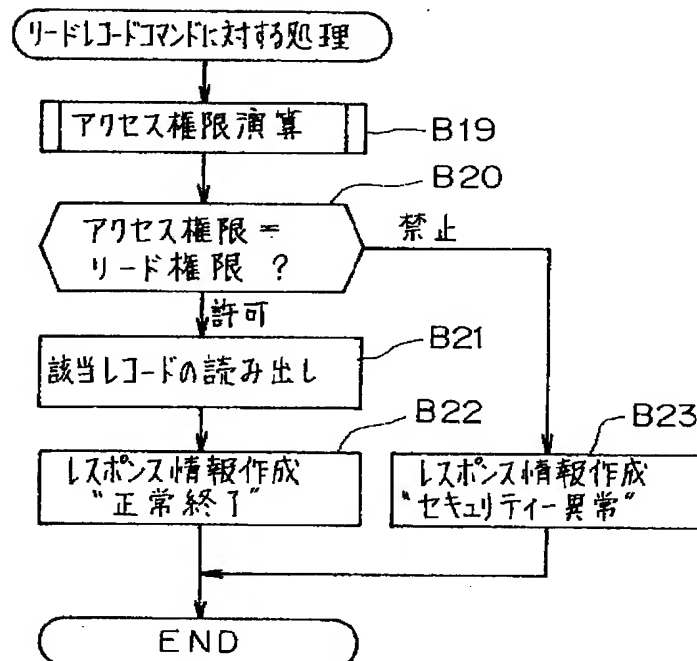 リードレコードコマンドに対する処理
アクセス権限演算
B19
B20
アクセス権限=
リード権限 ?
禁止
許可
該当レコードの読み出し
B21
B22
レスポンス情報作成
"正常終了"
B23
レスポンス情報作成
"セキュリティー異常"
END